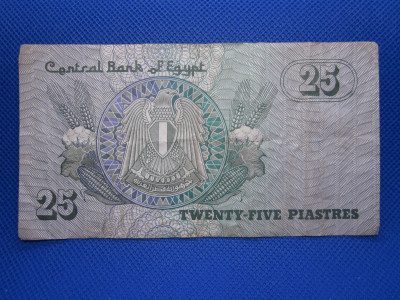 Central Bank of Egypt
25
25
TWENTY-FIVE PIASTRES